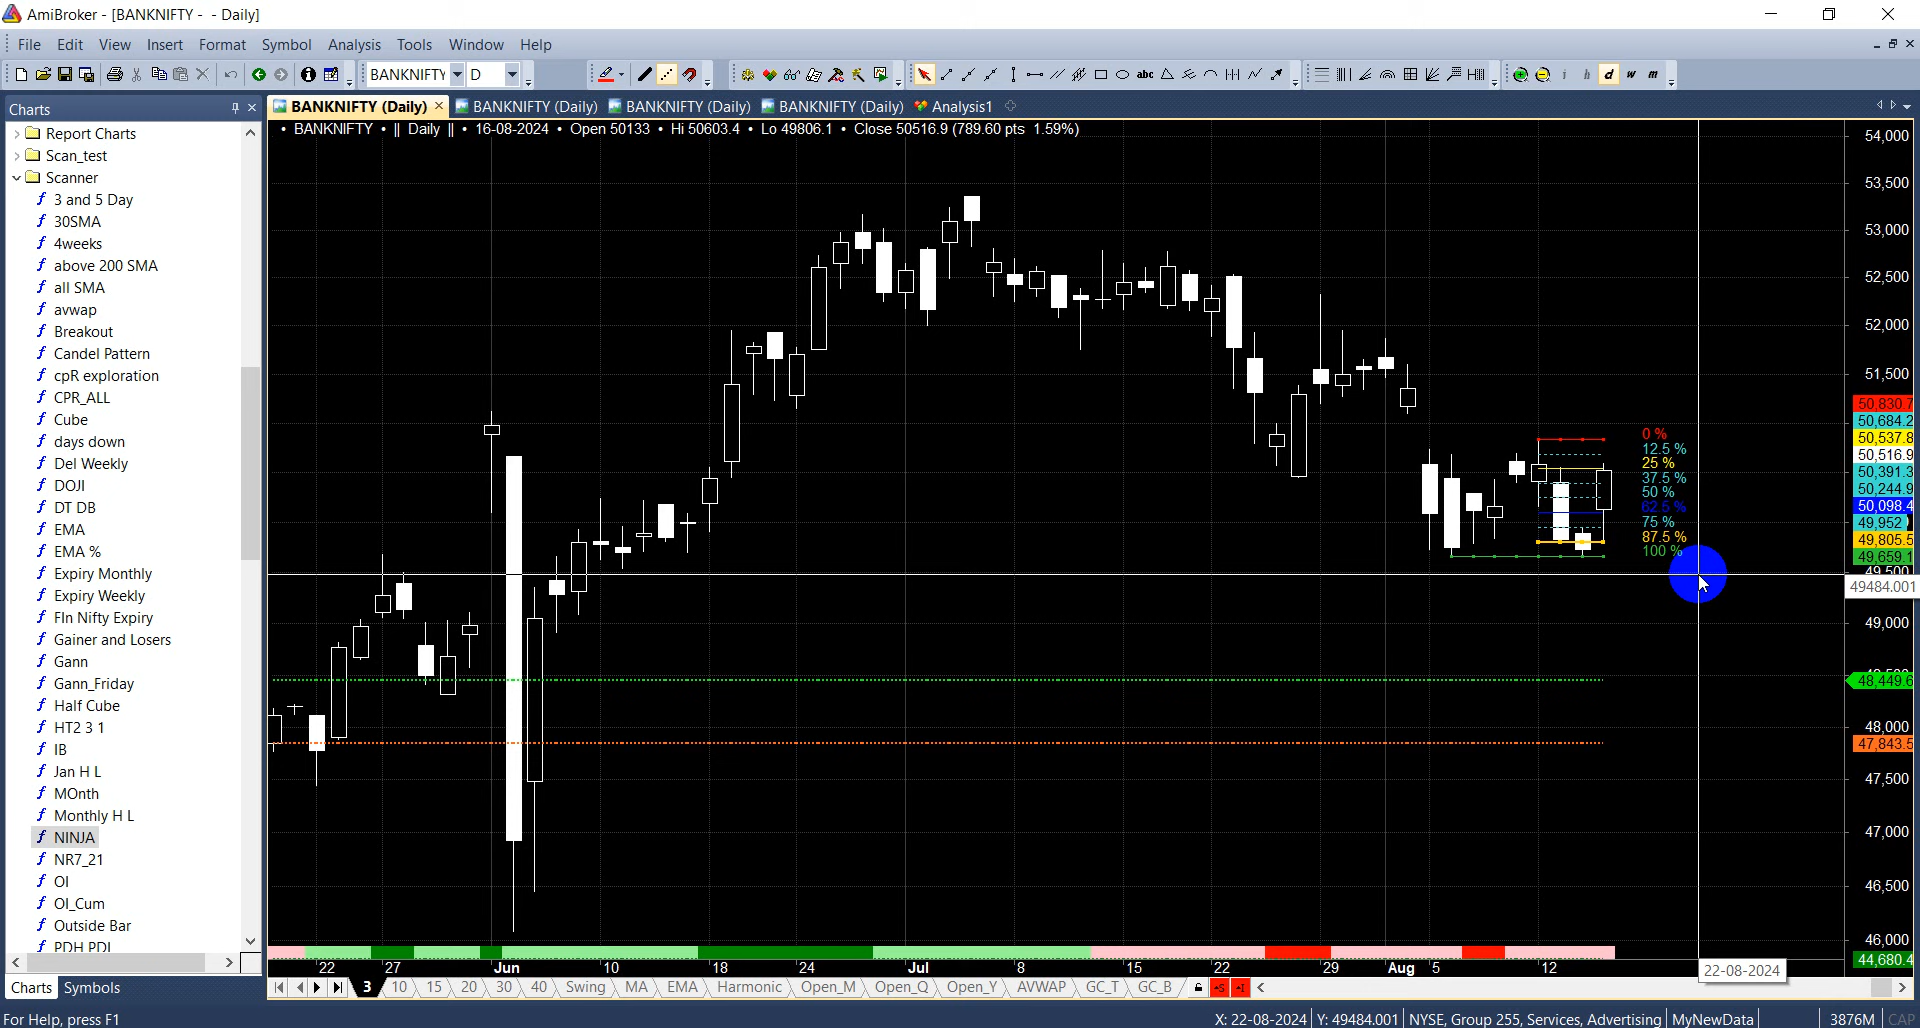 AmiBroker - [BANKNIFTY - - Daily]
File Edit View Insert Format Symbol Analysis Tools Window Help
BANKNIFTY D abc i h d w m
Charts
BANKNIFTY (Daily) BANKNIFTY (Daily) BANKNIFTY (Daily) BANKNIFTY (Daily) Analysis1
• BANKNIFTY • || Daily || • 16-08-2024 • Open 50133 • Hi 50603.4 • Lo 49806.1 • Close 50516.9 (789.60 pts 1.59%)
Report Charts
Scan_test
Scanner
3 and 5 Day
30SMA
4weeks
above 200 SMA
all SMA
avwap
Breakout
Candel Pattern
cpR exploration
CPR_ALL
Cube
days down
Del Weekly
DOJI
DT DB
EMA
EMA %
Expiry Monthly
Expiry Weekly
FIn Nifty Expiry
Gainer and Losers
Gann
Gann_Friday
Half Cube
HT2 3 1
IB
Jan H L
MOnth
Monthly H L
NINJA
NR7_21
OI
OI_Cum
Outside Bar
PDH PDL
Charts Symbols
0 %
12.5 %
25 %
37.5 %
50 %
62.5 %
75 %
87.5 %
100 %
54,000
53,500
53,000
52,500
52,000
51,500
50,830.7
50,684.2
50,537.8
50,516.9
50,391.3
50,244.9
50,098.4
49,952
49,805.5
49,659.1
49,500
49484.001
49,000
48,449.6
48,000
47,843.5
47,500
47,000
46,500
46,000
44,680.4
22 27 Jun 10 18 24 Jul 8 15 22 29 Aug 5 12
22-08-2024
3 10 15 20 30 40 Swing MA EMA Harmonic Open_M Open_Q Open_Y AVWAP GC_T GC_B S I
For Help, press F1
X: 22-08-2024 Y: 49484.001 NYSE, Group 255, Services, Advertising MyNewData 3876M CAP